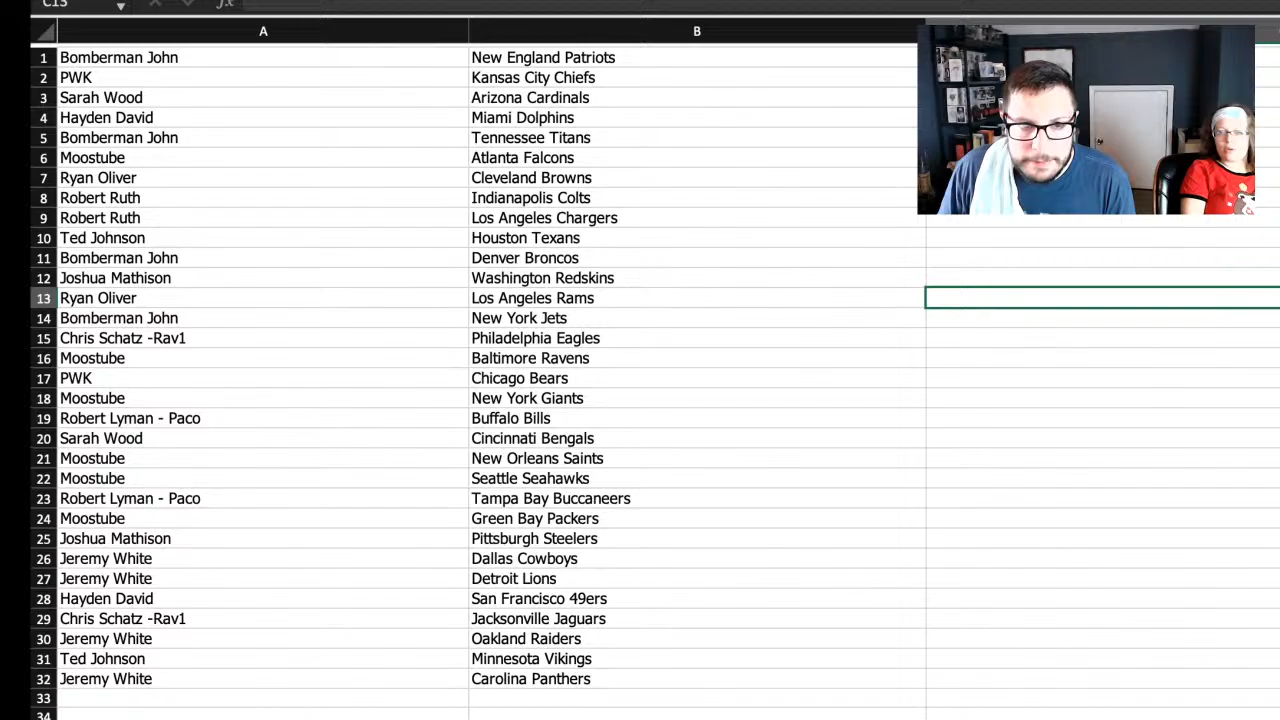 C13
fx
A B
1 Bomberman John New England Patriots
2 PWK Kansas City Chiefs
3 Sarah Wood Arizona Cardinals
4 Hayden David Miami Dolphins
5 Bomberman John Tennessee Titans
6 Moostube Atlanta Falcons
7 Ryan Oliver Cleveland Browns
8 Robert Ruth Indianapolis Colts
9 Robert Ruth Los Angeles Chargers
10 Ted Johnson Houston Texans
11 Bomberman John Denver Broncos
12 Joshua Mathison Washington Redskins
13 Ryan Oliver Los Angeles Rams
14 Bomberman John New York Jets
15 Chris Schatz -Rav1 Philadelphia Eagles
16 Moostube Baltimore Ravens
17 PWK Chicago Bears
18 Moostube New York Giants
19 Robert Lyman - Paco Buffalo Bills
20 Sarah Wood Cincinnati Bengals
21 Moostube New Orleans Saints
22 Moostube Seattle Seahawks
23 Robert Lyman - Paco Tampa Bay Buccaneers
24 Moostube Green Bay Packers
25 Joshua Mathison Pittsburgh Steelers
26 Jeremy White Dallas Cowboys
27 Jeremy White Detroit Lions
28 Hayden David San Francisco 49ers
29 Chris Schatz -Rav1 Jacksonville Jaguars
30 Jeremy White Oakland Raiders
31 Ted Johnson Minnesota Vikings
32 Jeremy White Carolina Panthers
33
34